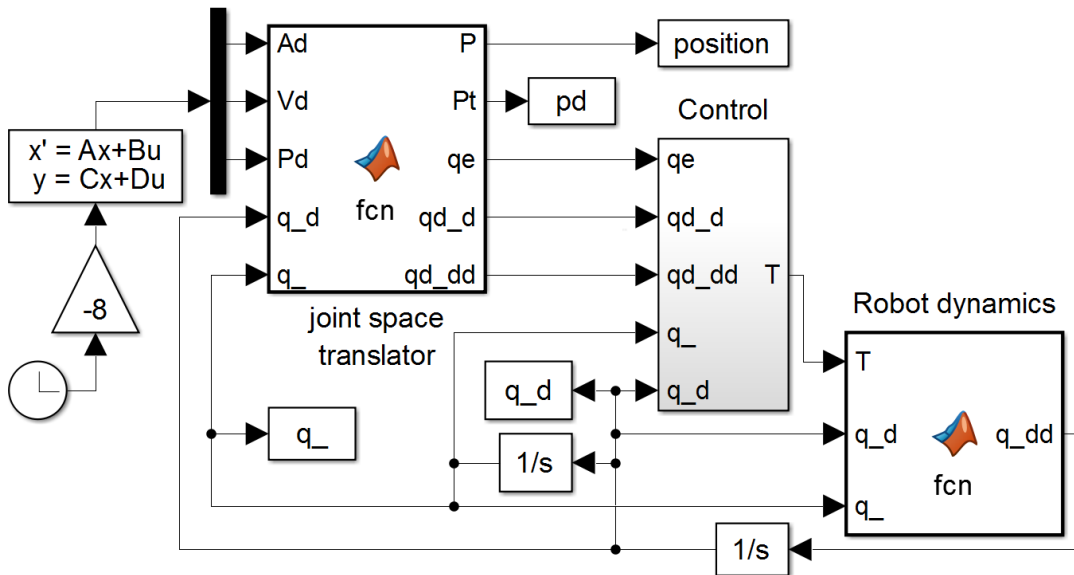 x' = Ax+Bu
y = Cx+Du
-8
Ad
Vd
Pd
q_d
q_
P
Pt
qe
qd_d
qd_dd
fcn
joint space
translator
position
pd
Control
qe
qd_d
qd_dd
q_
q_d
T
q_d
q_
1/s
Robot dynamics
T
q_d
q_
q_dd
fcn
1/s